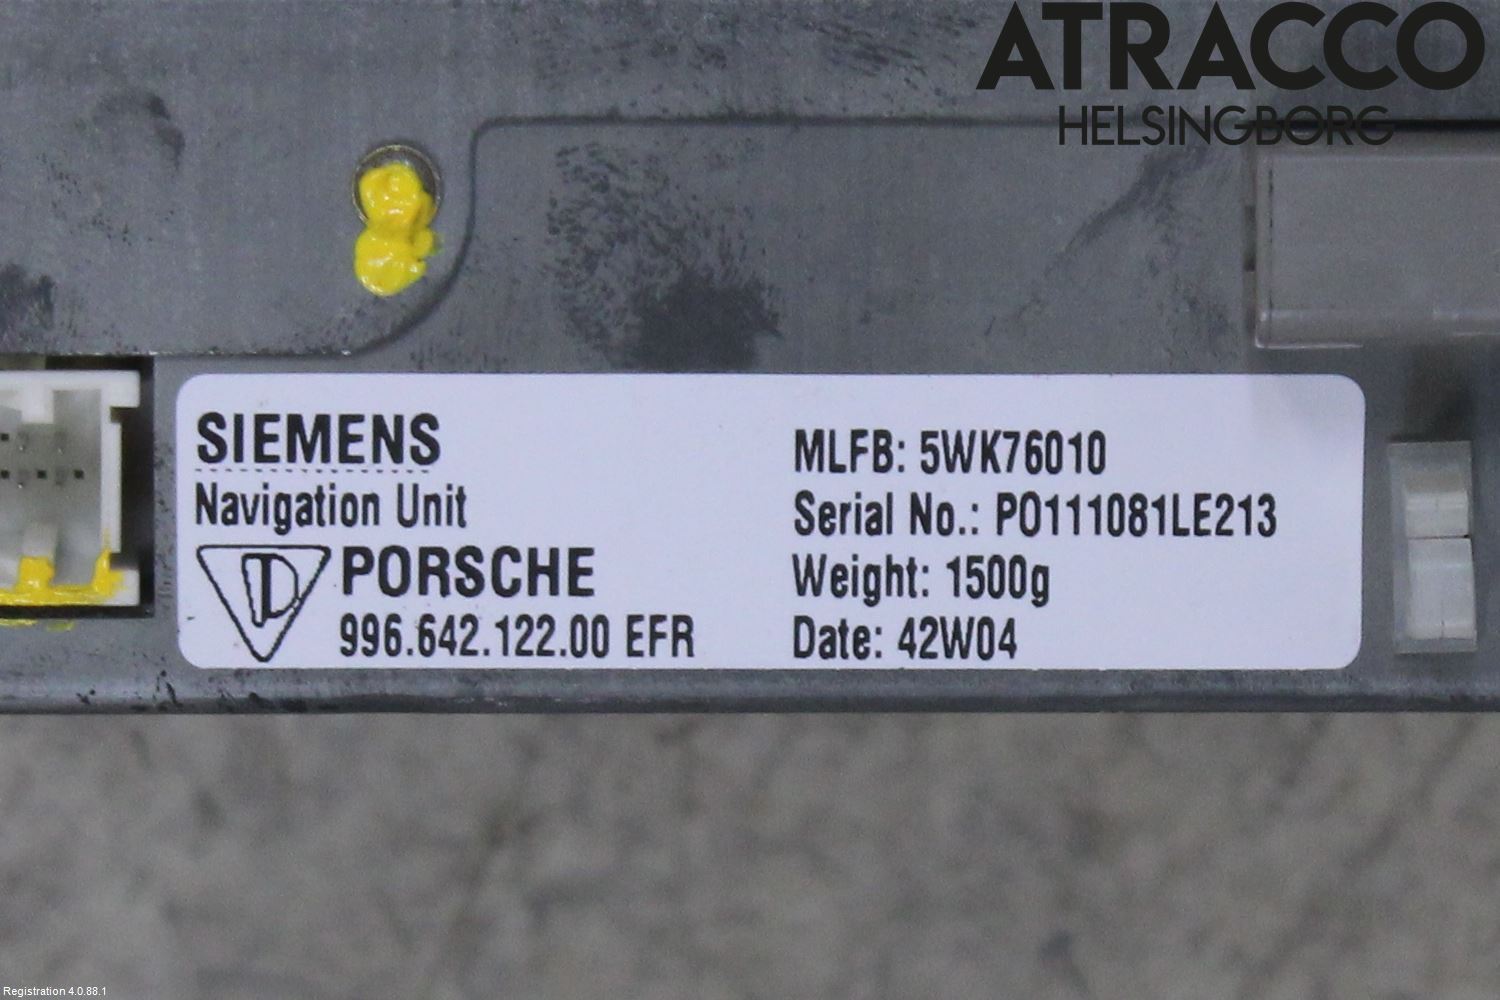 ATRACCO
HELSINGBORG
SIEMENS
Navigation Unit
PORSCHE
996.642.122.00 EFR
MLFB: 5WK76010
Serial No.: PO111081LE213
Weight: 1500g
Date: 42W04
Registration 4.0.88.1